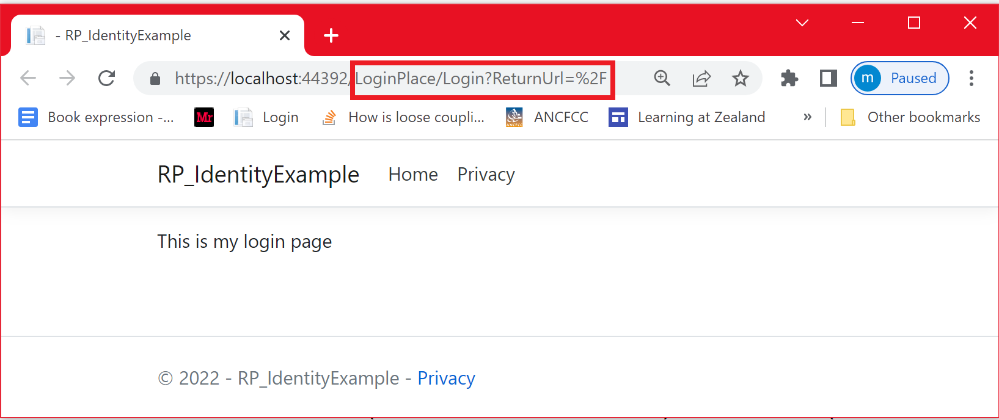 - RP_IdentityExample
https://localhost:44392/LoginPlace/Login?ReturnUrl=%2F
m Paused
Book expression -... Mr Login How is loose coupli... ANCFCC ANCFCC Learning at Zealand » Other bookmarks
RP_IdentityExample Home Privacy
This is my login page
© 2022 - RP_IdentityExample - Privacy